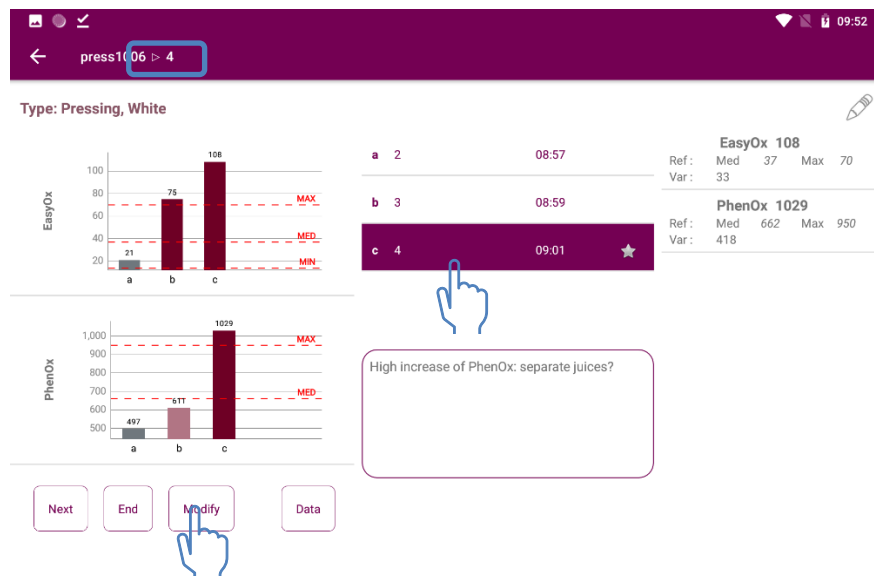 09:52
press1006 ▷ 4
Type: Pressing, White
EasyOx
100
80
60
40
20
21
75
108
MAX
MED
MIN
a b c
PhenOx
1,000
900
800
700
600
500
497
611
1029
MAX
MED
a b c
Next End Modify Data
a 2 08:57
b 3 08:59
c 4 09:01
High increase of PhenOx: separate juices?
EasyOx 108
Ref : Med 37 Max 70
Var : 33
PhenOx 1029
Ref : Med 662 Max 950
Var : 418